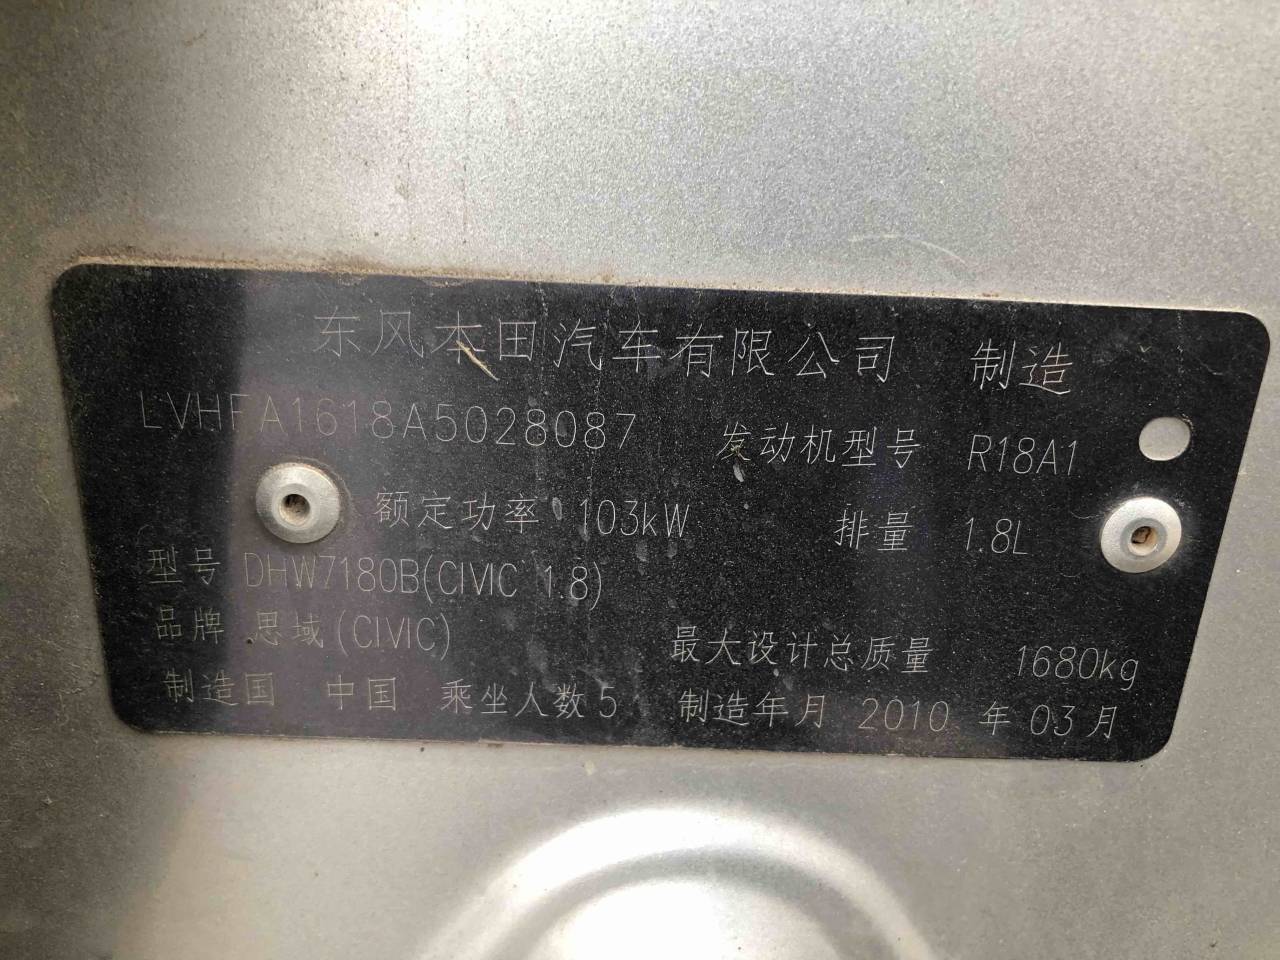 东风本田汽车有限公司 制造
LVHFA1618A5028087 发动机型号 R18A1
额定功率 103kW 排量 1.8L
型号 DHW7180B(CIVIC 1.8)
品牌 思域(CIVIC) 最大设计总质量 1680kg
制造国 中国 乘坐人数5 制造年月 2010 年 03月